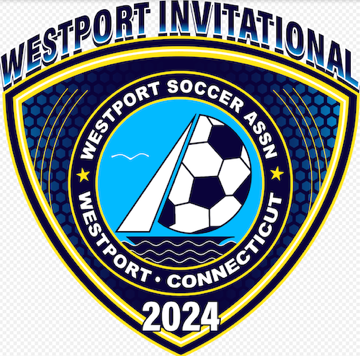 WESTPORT INVITATIONAL
WESTPORT SOCCER ASSN
WESTPORT • CONNECTICUT
2024